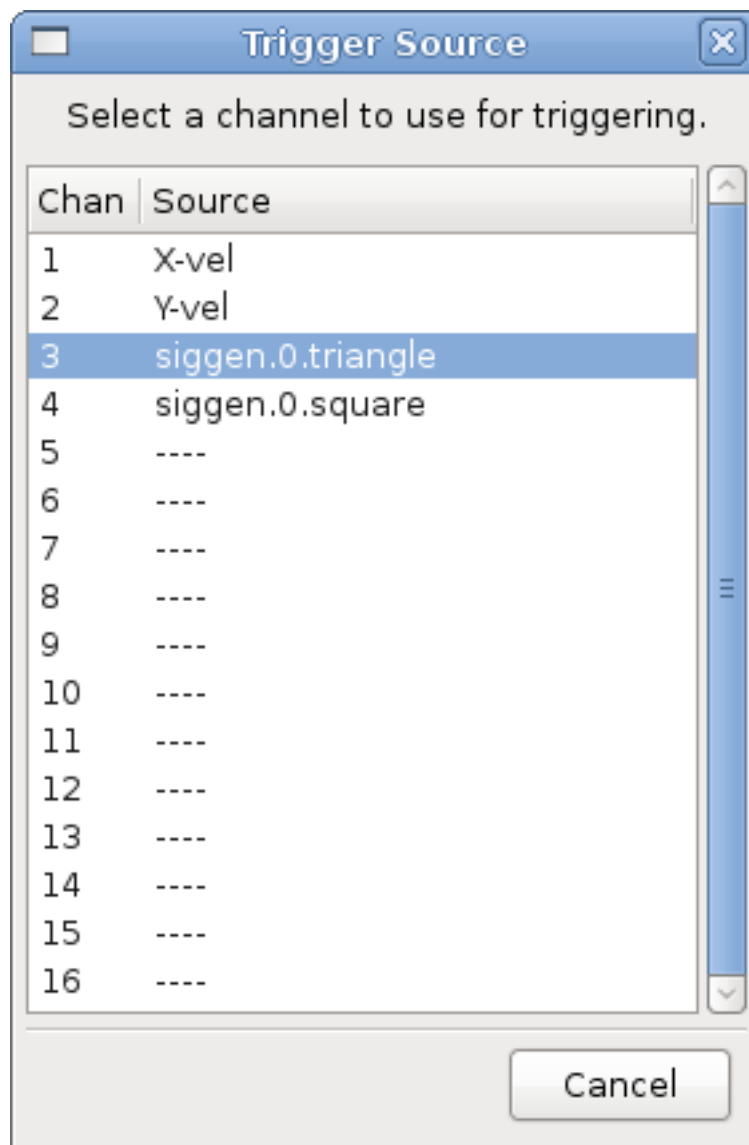 Trigger Source
Select a channel to use for triggering.
Chan Source
1 X-vel
2 Y-vel
3 siggen.0.triangle
4 siggen.0.square
5 ----
6 ----
7 ----
8 ----
9 ----
10 ----
11 ----
12 ----
13 ----
14 ----
15 ----
16 ----
Cancel